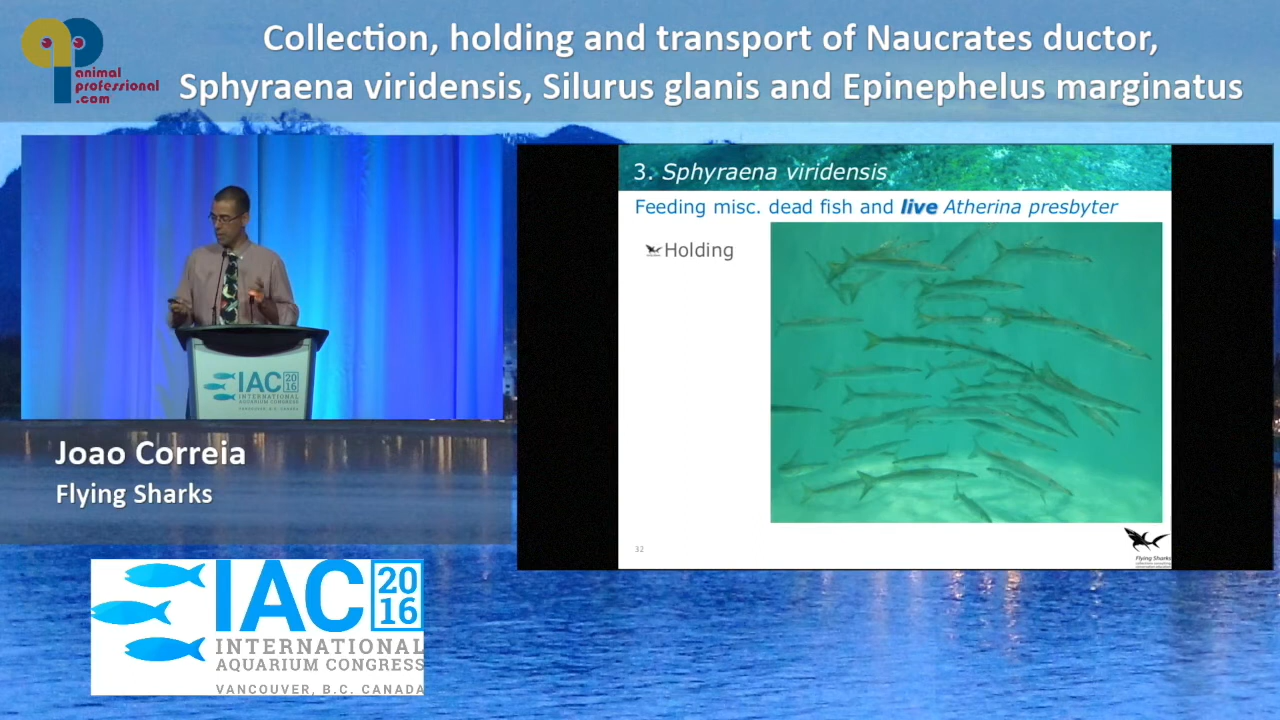 Collection, holding and transport of Naucrates ductor,
Sphyraena viridensis, Silurus glanis and Epinephelus marginatus
animal
professional
.com
3. Sphyraena viridensis
Feeding misc. dead fish and live Atherina presbyter
Holding
32
Flying Sharks
IAC 2016
INTERNATIONAL
AQUARIUM CONGRESS
VANCOUVER, B.C. CANADA
Joao Correia
Flying Sharks
IAC 2016
INTERNATIONAL
AQUARIUM CONGRESS
VANCOUVER, B.C. CANADA